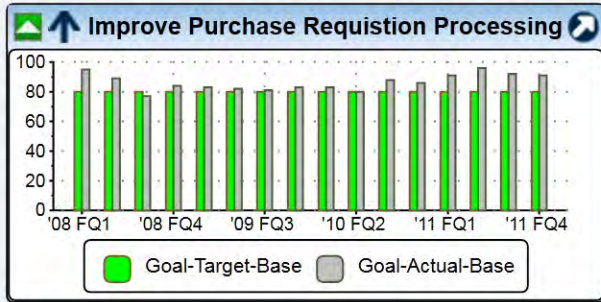 Improve Purchase Requistion Processing
100
80
60
40
20
0
'08 FQ1 '08 FQ4 '09 FQ3 '10 FQ2 '11 FQ1 '11 FQ4
Goal-Target-Base Goal-Actual-Base